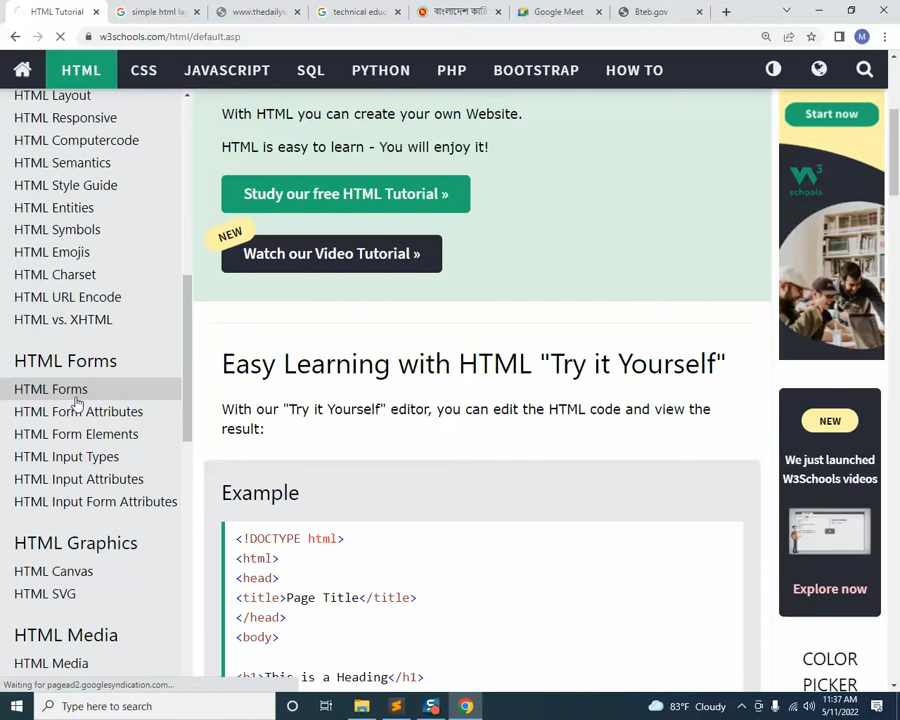 HTML Tutorial
simple html la
www.thedailys
technical educ
বাংলাদেশ কারি
Google Meet
Bteb.gov
w3schools.com/html/default.asp
M
HTML
CSS
JAVASCRIPT
SQL
PYTHON
PHP
BOOTSTRAP
HOW TO
HTML Layout
HTML Responsive
HTML Computercode
HTML Semantics
HTML Style Guide
HTML Entities
HTML Symbols
HTML Emojis
HTML Charset
HTML URL Encode
HTML vs. XHTML
HTML Forms
HTML Forms
HTML Form Attributes
HTML Form Elements
HTML Input Types
HTML Input Attributes
HTML Input Form Attributes
HTML Graphics
HTML Canvas
HTML SVG
HTML Media
HTML Media
With HTML you can create your own Website.
HTML is easy to learn - You will enjoy it!
Study our free HTML Tutorial »
NEW
Watch our Video Tutorial »
Easy Learning with HTML "Try it Yourself"
With our "Try it Yourself" editor, you can edit the HTML code and view the
result:
Example
<!DOCTYPE html>
<html>
<head>
<title>Page Title</title>
</head>
<body>
<h1>This is a Heading</h1>
Start now
W3
schools
NEW
We just launched
W3Schools videos
Explore now
COLOR
PICKER
Waiting for pagead2.googlesyndication.com...
Type here to search
83°F Cloudy
11:37 AM
5/11/2022